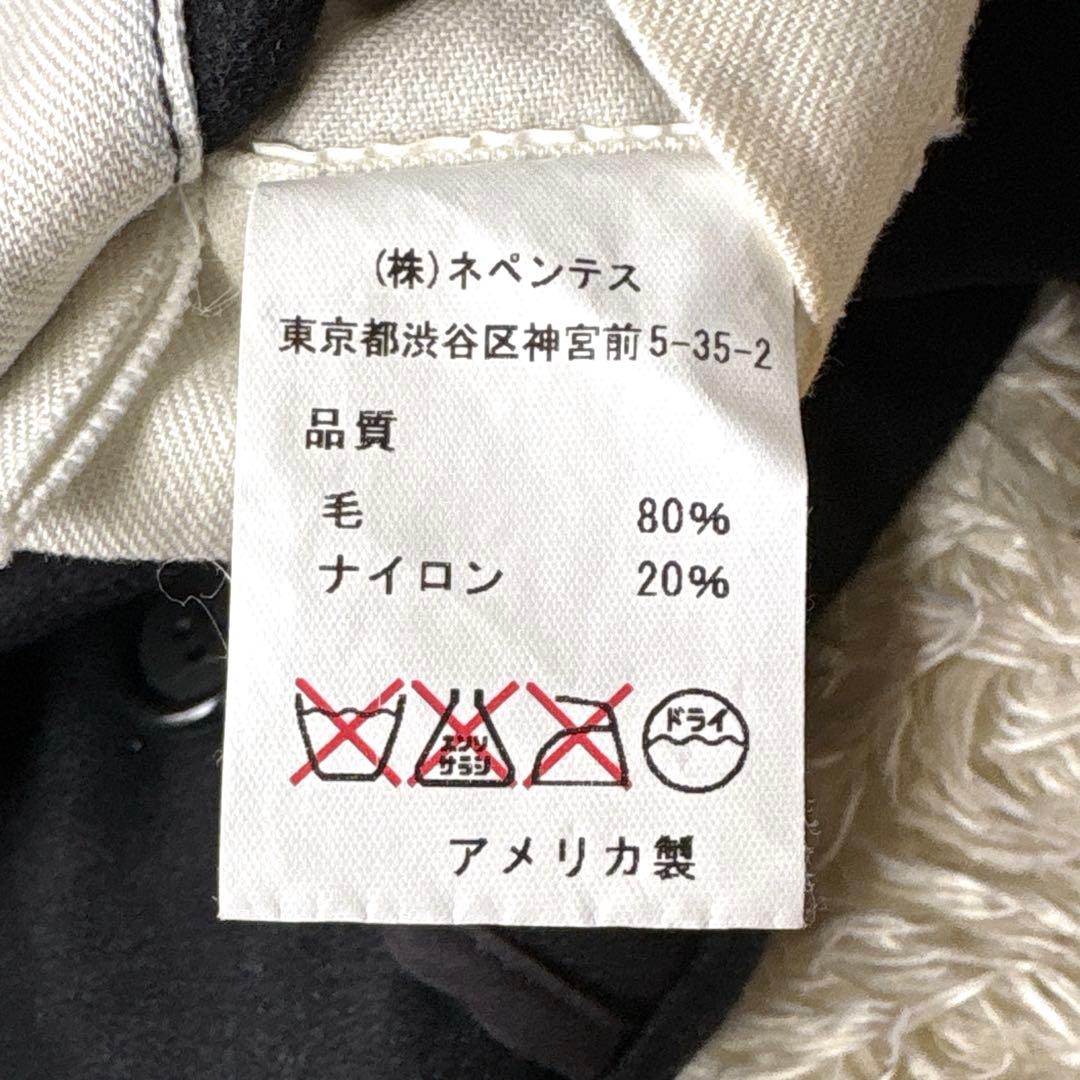 (株)ネペンテス
東京都渋谷区神宮前5-35-2
品質
毛 80%
ナイロン 20%
エンソ
サラシ
ドライ
アメリカ製